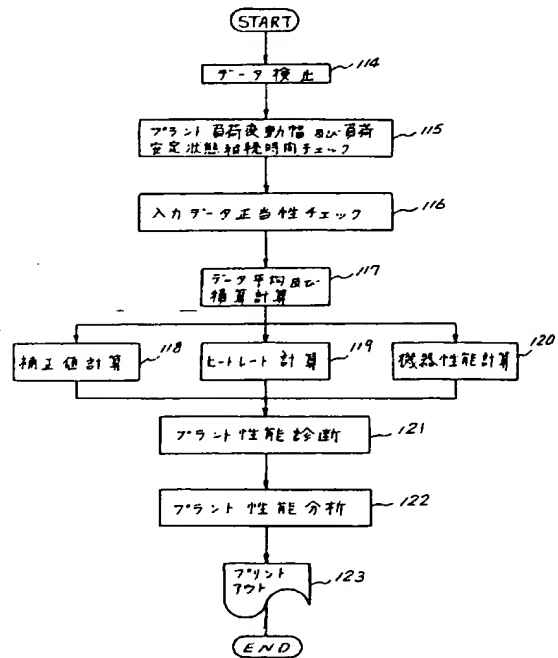 START
データ検出
114
プラント負荷変動幅及び負荷
安定状態継続時間チェック
115
入力データ正当性チェック
116
データ平均及び
積算計算
117
補正値計算
118
ヒートレート計算
119
機器性能計算
120
プラント性能診断
121
プラント性能分析
122
プリント
アウト
123
END